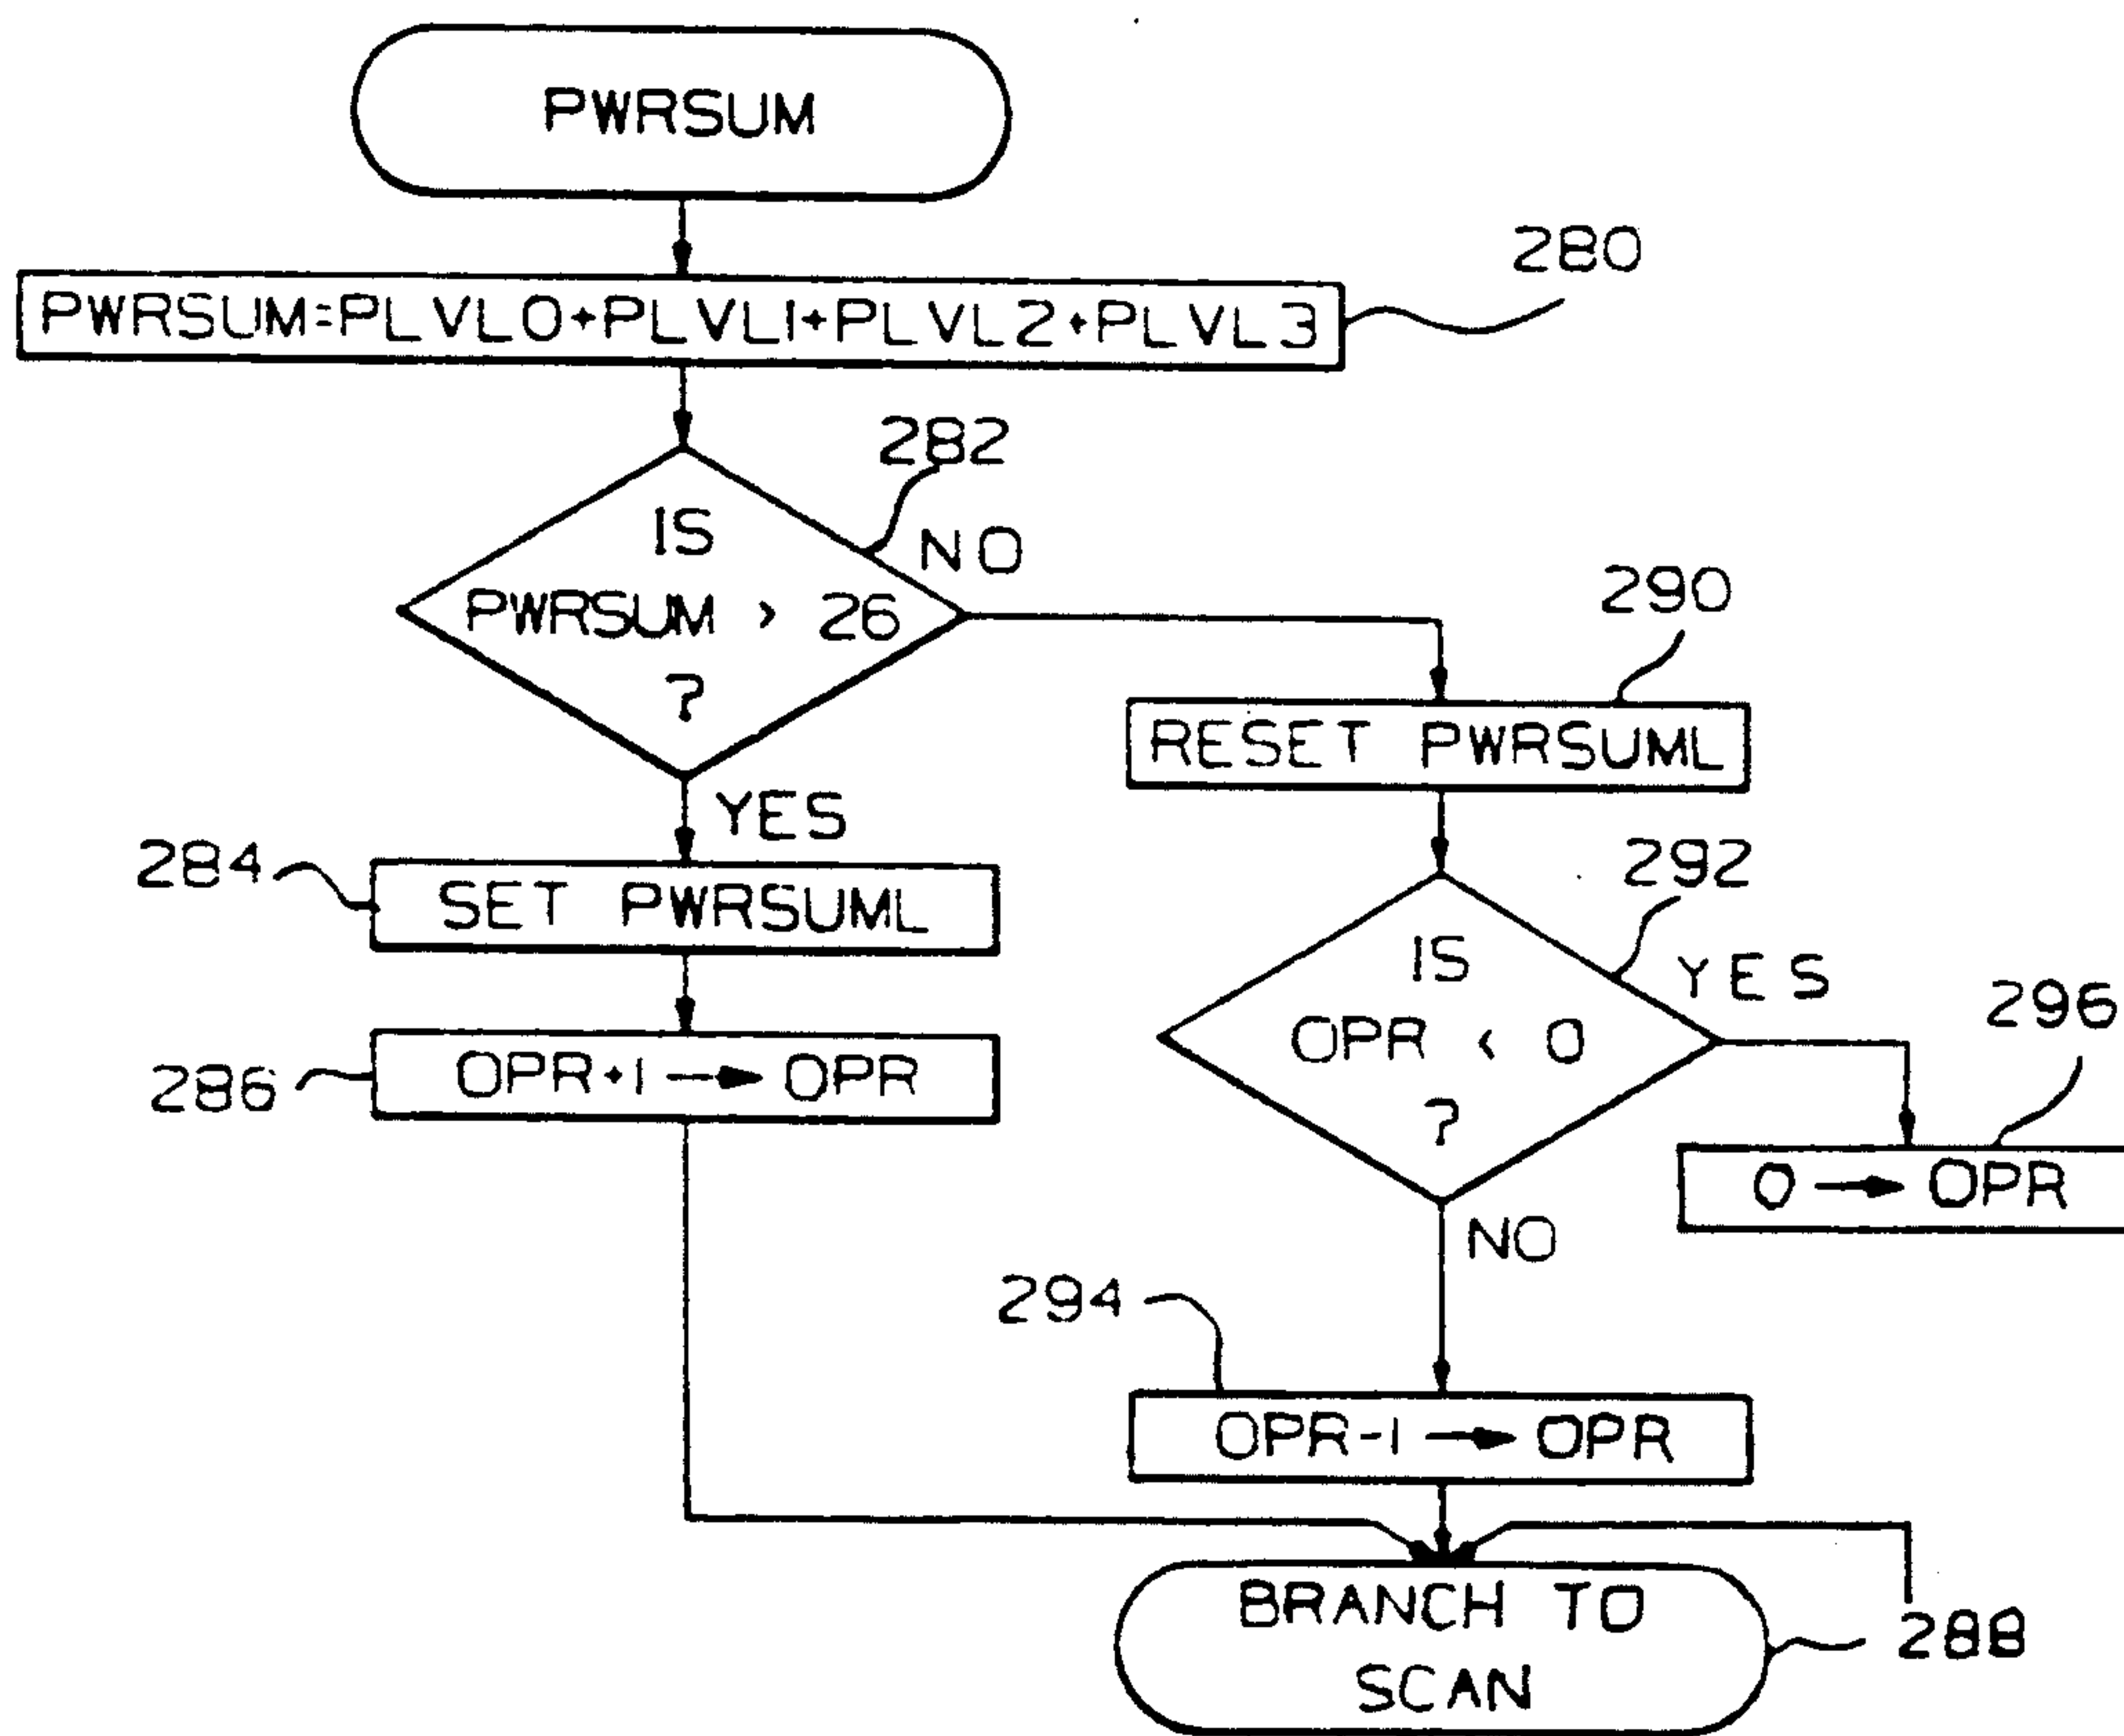 PWRSUM
280
PWRSUM=PLVL0+PLVL1+PLVL2+PLVL3
282
IS
PWRSUM > 26
?
NO
YES
290
RESET PWRSUML
284
SET PWRSUML
292
IS
OPR < 0
?
YES
NO
296
0 → OPR
286
OPR+1 → OPR
294
OPR-1 → OPR
BRANCH TO
SCAN
288